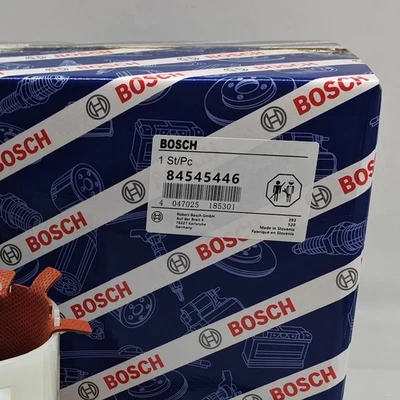 BOSCH
BOSCH
BOSCH
BOSCH
BOSCH
BOSCH
1 St/Pc
84545446
4 047025 185301
Robert Bosch GmbH
Auf der Breit 4
76227 Karlsruhe
Germany
Made in Slovenia
Fabriqué en Slovénie
BOSCH
BOSCH
BOSCH
BOSCH
BOSCH